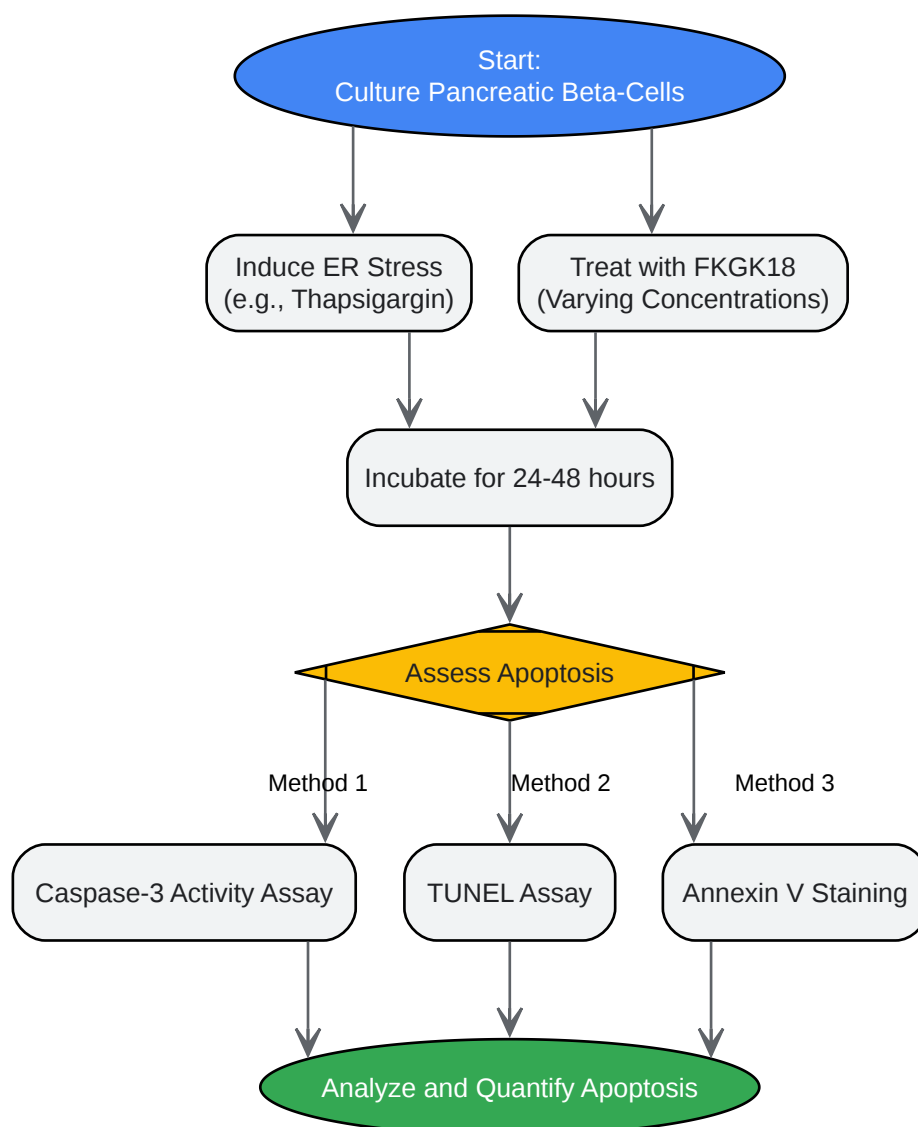 Start:
Culture Pancreatic Beta-Cells
Induce ER Stress
(e.g., Thapsigargin)
Treat with FKGK18
(Varying Concentrations)
Incubate for 24-48 hours
Assess Apoptosis
Method 1
Method 2
Method 3
Caspase-3 Activity Assay
TUNEL Assay
Annexin V Staining
Analyze and Quantify Apoptosis